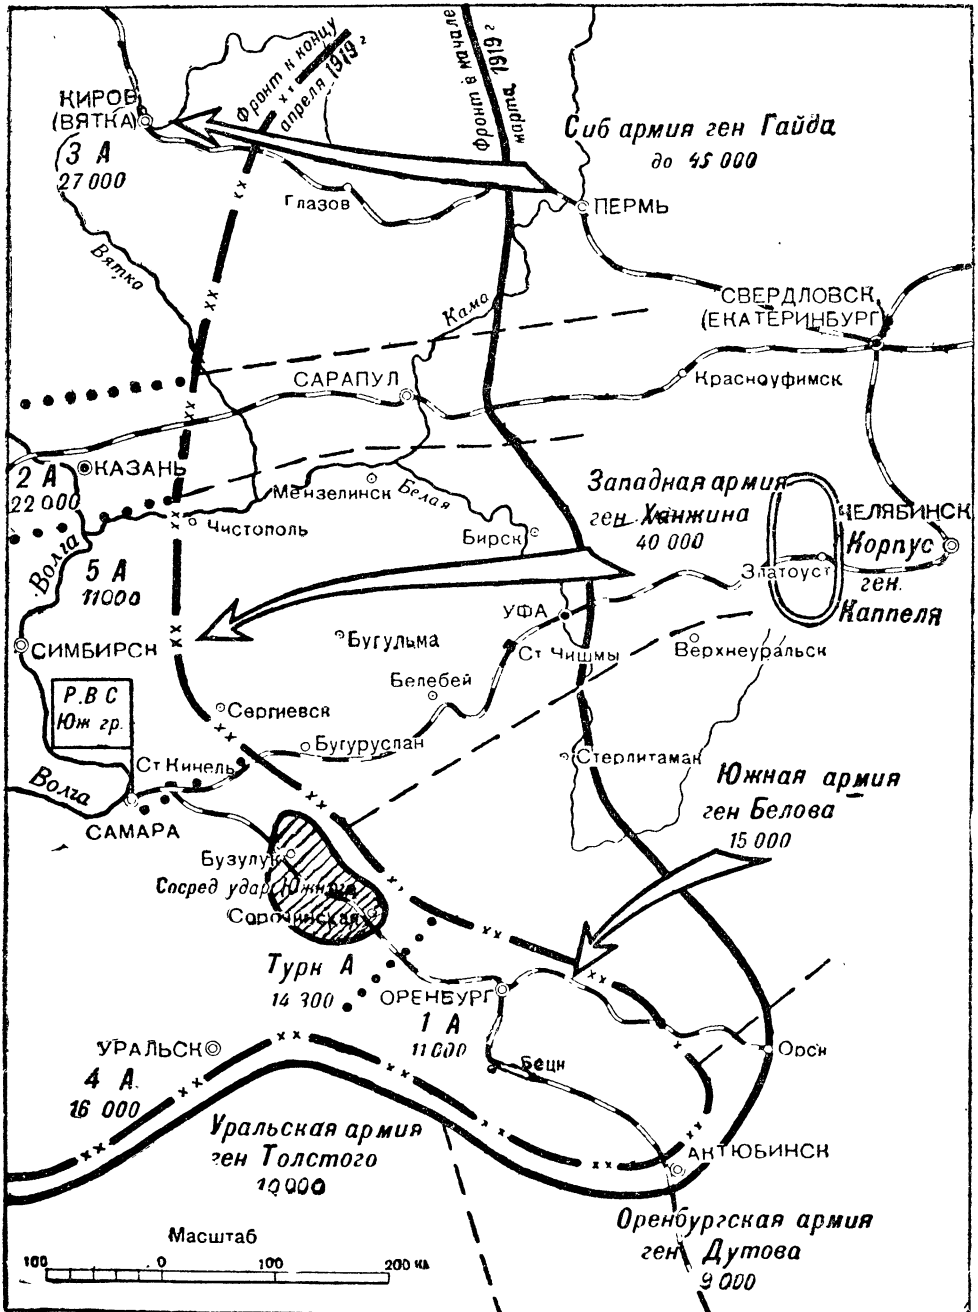 Фронт к концу
апреля 1919 г
Фронт в начале
марта 1919 г
КИРОВ
(ВЯТКА)
3 А
27 000
Сиб армия ген Гайда
до 45 000
Глазов
ПЕРМЬ
Вятка
Кама
СВЕРДЛОВСК
(ЕКАТЕРИНБУРГ)
САРАПУЛ
Красноуфимск
2 А
22 000
КАЗАНЬ
Мензелинск
Белая
Западная армия
ген. Ханжина
40 000
Чистополь
Бирск
ЧЕЛЯБИНСК
Корпус
ген.
Каппеля
Волга
5 А
11000
Златоуст
УФА
СИМБИРСК
Бугульма
Ст Чишмы
Верхнеуральск
Белебей
Р.В С
Юж гр.
Сергиевск
Бугуруслан
Ст Кинель
Стерлитамак
Волга
САМАРА
Южная армия
ген Белова
15 000
Бузулук
Сосред удар Южн.гр
Сорочинская
Турк А
14 300
ОРЕНБУРГ
1 А
11 000
УРАЛЬСК
4 А.
16 000
Орск
Уральская армия
ген Толстого
10 000
АКТЮБИНСК
Оренбургская армия
ген. Дутова
9 000
Масштаб
100 0 100 200 км